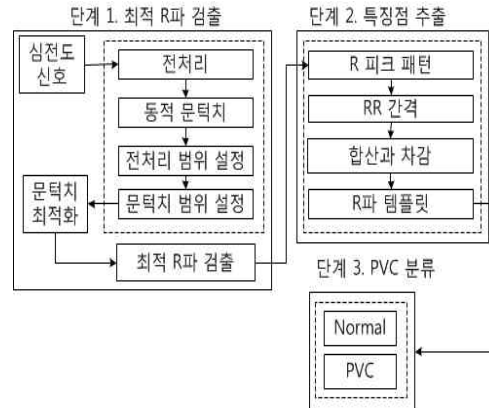 단계 1. 최적 R파 검출
심전도
신호
전처리
동적 문턱치
전처리 범위 설정
문턱치 범위 설정
문턱치
최적화
최적 R파 검출
단계 2. 특징점 추출
R 피크 패턴
RR 간격
합산과 차감
R파 템플릿
단계 3. PVC 분류
Normal
PVC